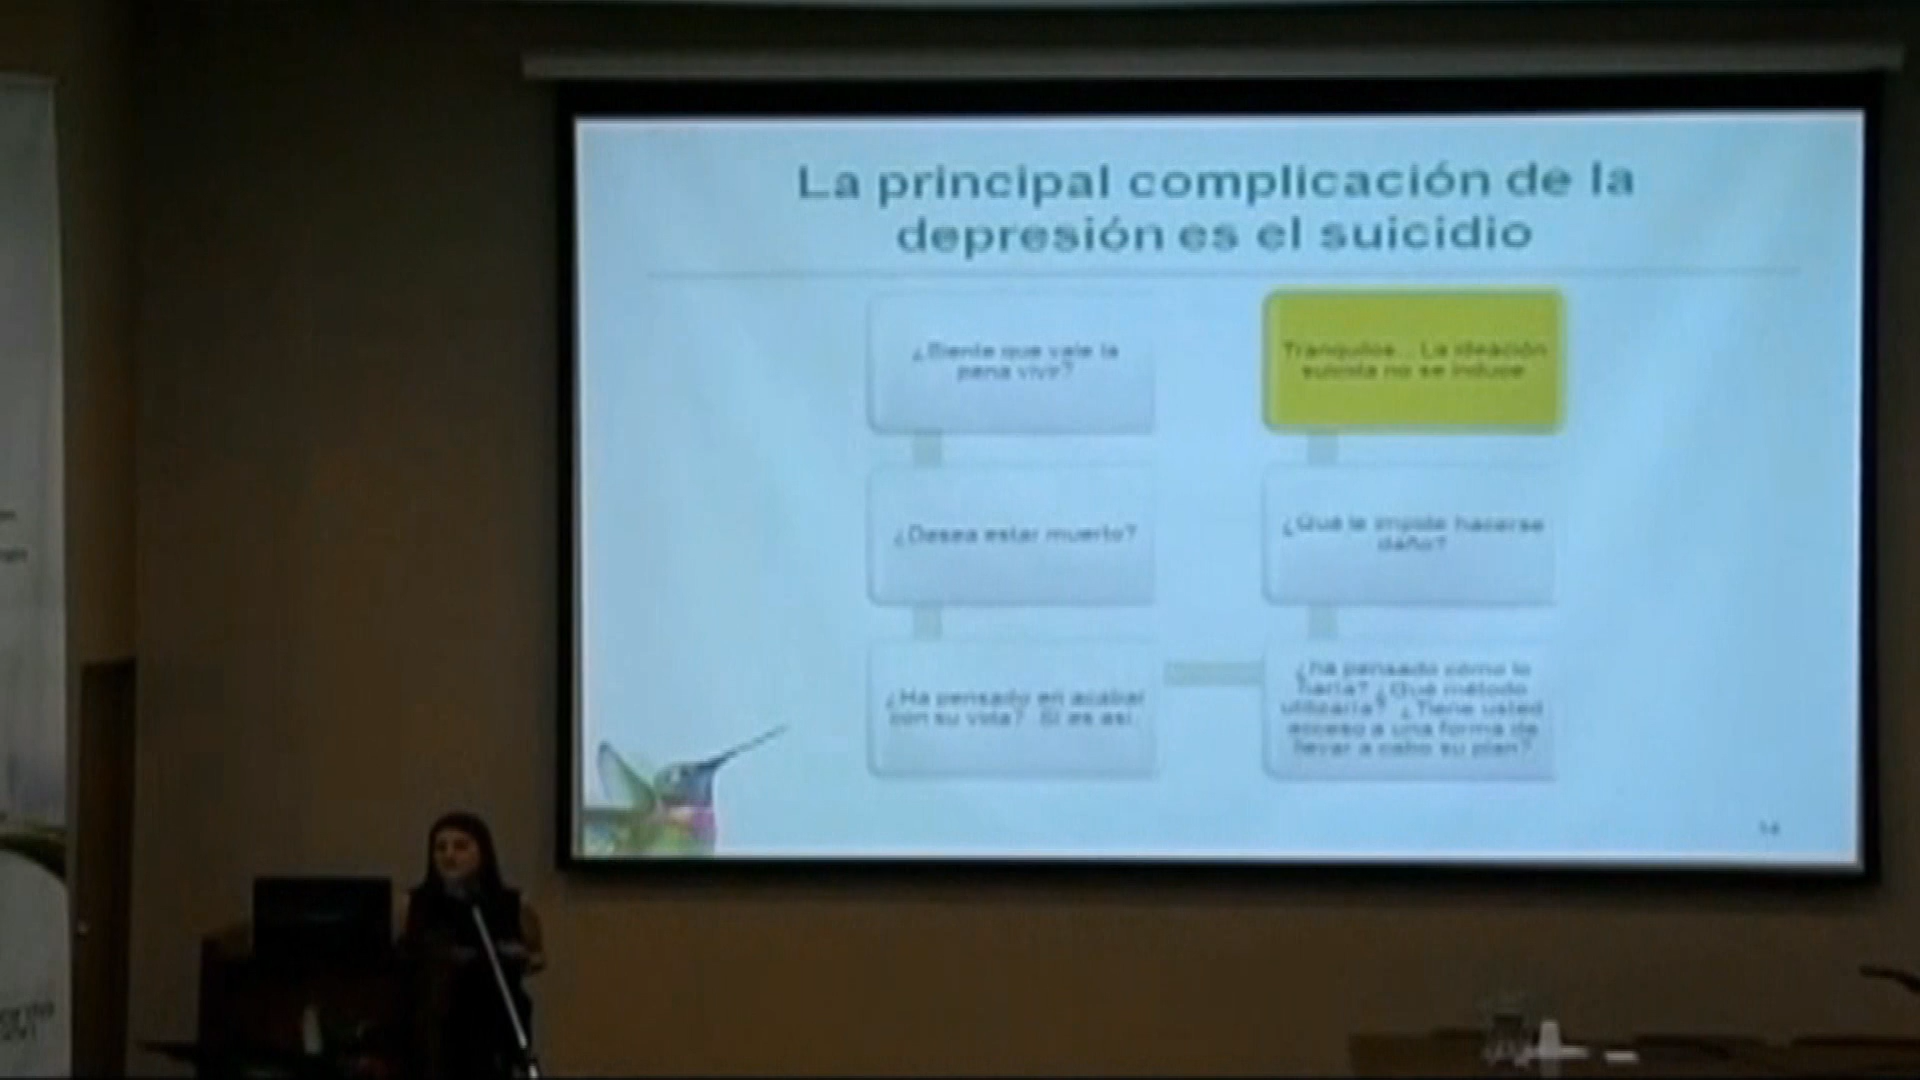 La principal complicación de la
depresión es el suicidio
¿Siente que vale la
pena vivir?
¿Desea estar muerto?
¿Ha pensado en acabar
con su vida? Si es así.
¿ha pensado cómo lo
haría? ¿Qué método
utilizaría? ¿Tiene usted
acceso a una forma de
llevar a cabo su plan?
¿Qué le impide hacerse
daño?
Tranquilos... La ideación
suicida no se induce
14